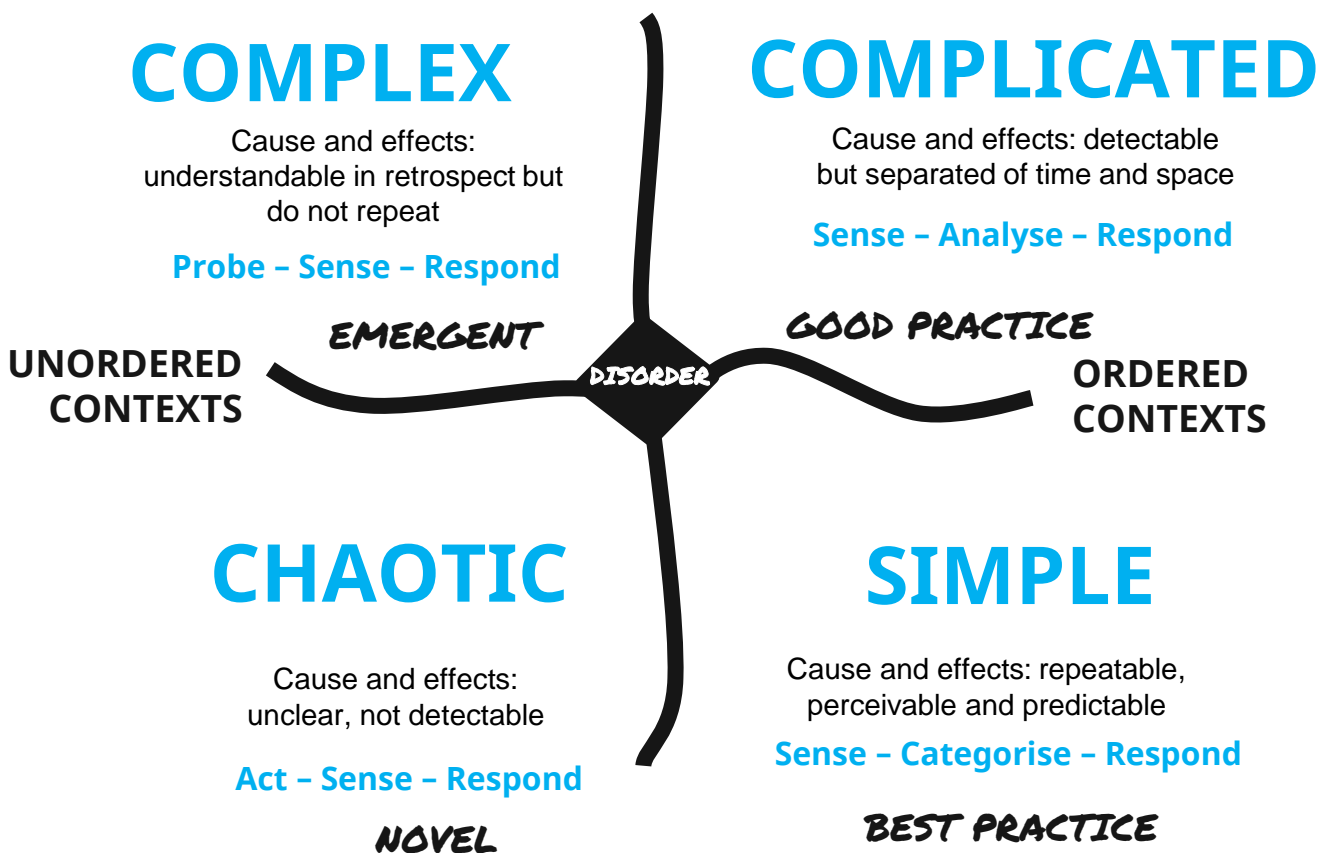 COMPLEX
Cause and effects:
understandable in retrospect but
do not repeat
Probe – Sense – Respond
EMERGENT
COMPLICATED
Cause and effects: detectable
but separated of time and space
Sense – Analyse – Respond
GOOD PRACTICE
UNORDERED
CONTEXTS
DISORDER
ORDERED
CONTEXTS
CHAOTIC
Cause and effects:
unclear, not detectable
Act – Sense – Respond
NOVEL
SIMPLE
Cause and effects: repeatable,
perceivable and predictable
Sense – Categorise – Respond
BEST PRACTICE